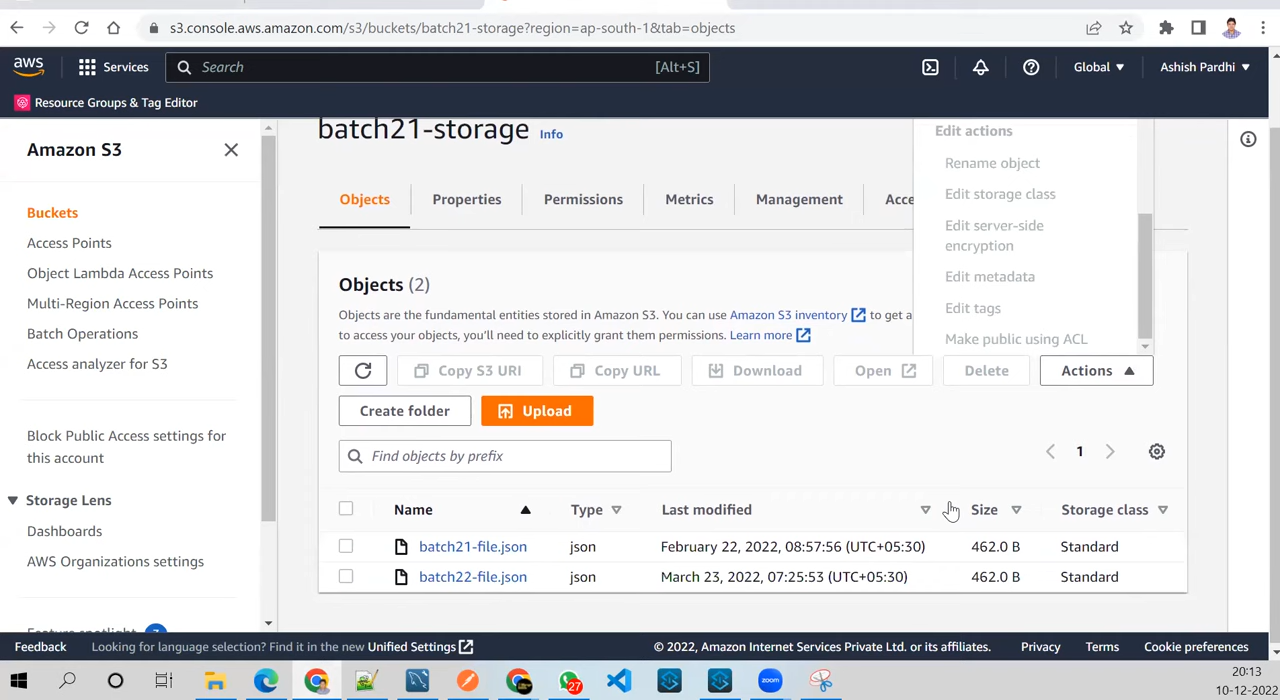 s3.console.aws.amazon.com/s3/buckets/batch21-storage?region=ap-south-1&tab=objects
aws Services Search [Alt+S] Global Ashish Pardhi
Resource Groups & Tag Editor
Amazon S3
Buckets
Access Points
Object Lambda Access Points
Multi-Region Access Points
Batch Operations
Access analyzer for S3
Block Public Access settings for
this account
Storage Lens
Dashboards
AWS Organizations settings
batch21-storage Info
Objects Properties Permissions Metrics Management Acce
Edit actions
Rename object
Edit storage class
Edit server-side
encryption
Edit metadata
Edit tags
Make public using ACL
Objects (2)
Objects are the fundamental entities stored in Amazon S3. You can use Amazon S3 inventory to get a
to access your objects, you'll need to explicitly grant them permissions. Learn more
Copy S3 URI Copy URL Download Open Delete Actions
Create folder Upload
Find objects by prefix
1
Name Type Last modified Size Storage class
batch21-file.json json February 22, 2022, 08:57:56 (UTC+05:30) 462.0 B Standard
batch22-file.json json March 23, 2022, 07:25:53 (UTC+05:30) 462.0 B Standard
Feedback Looking for language selection? Find it in the new Unified Settings © 2022, Amazon Internet Services Private Ltd. or its affiliates. Privacy Terms Cookie preferences
27 zoom 20:13
10-12-2022